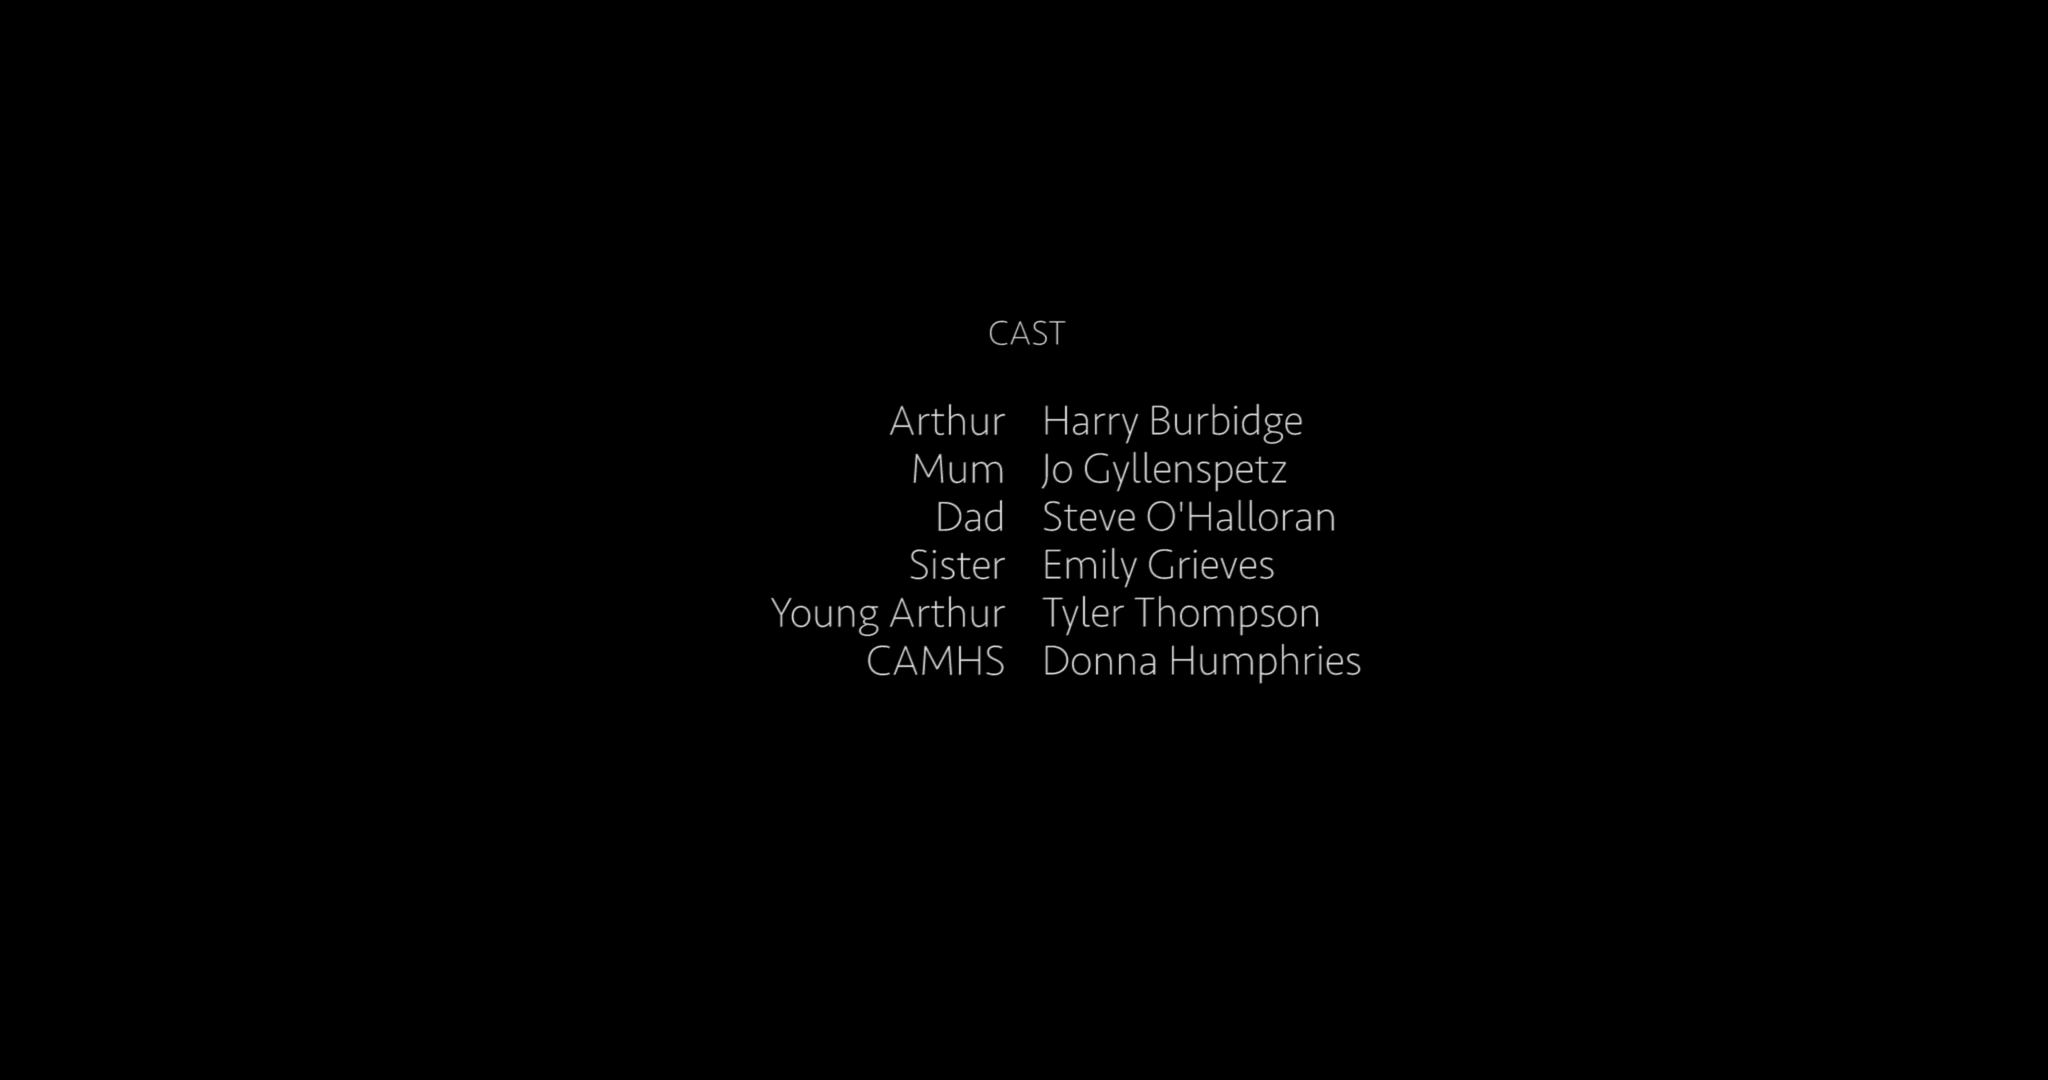 CAST
Arthur Harry Burbidge
Mum Jo Gyllenspetz
Dad Steve O'Halloran
Sister Emily Grieves
Young Arthur Tyler Thompson
CAMHS Donna Humphries